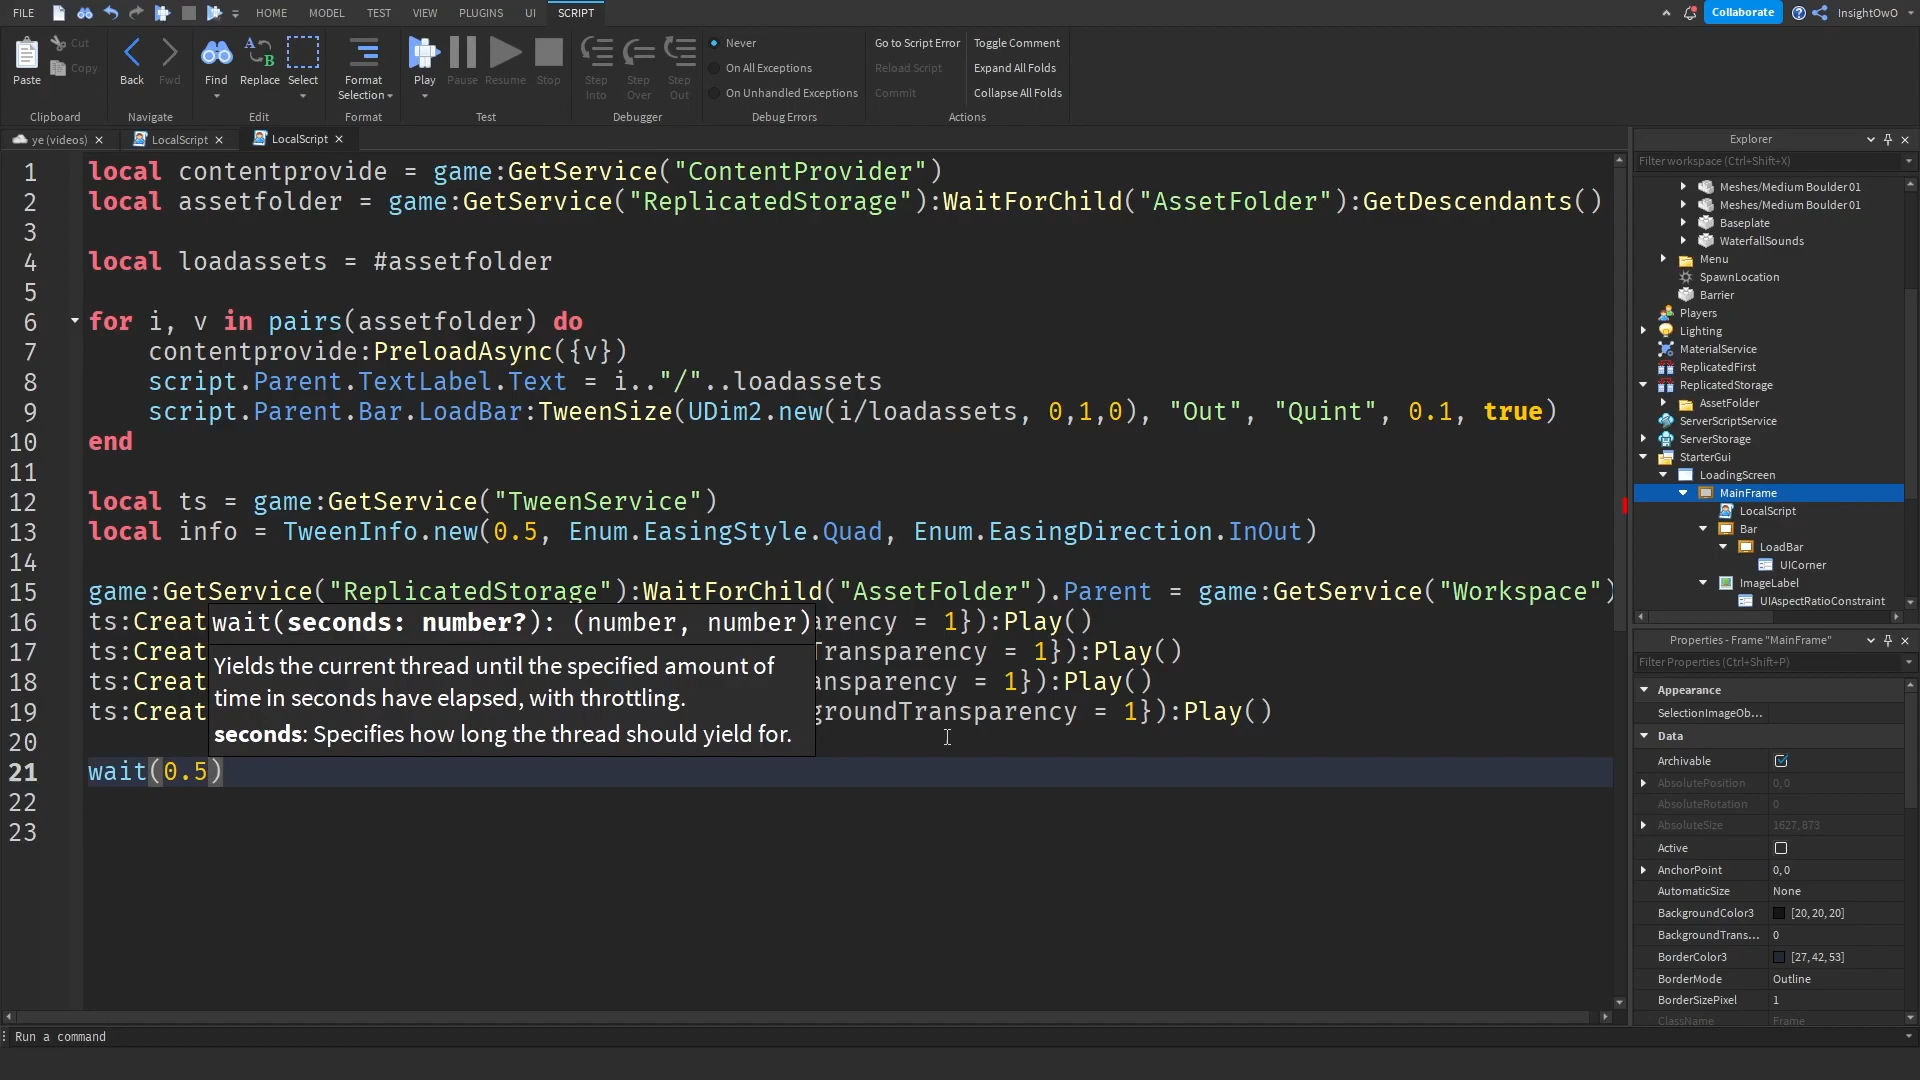 FILE HOME MODEL TEST VIEW PLUGINS UI SCRIPT Collaborate InsightOwO
Paste Cut Copy Back Fwd Find Replace Select Format Selection Play Pause Resume Stop Step Into Step Over Step Out
Never
On All Exceptions
On Unhandled Exceptions
Go to Script Error
Reload Script
Commit
Toggle Comment
Expand All Folds
Collapse All Folds
Clipboard Navigate Edit Format Test Debugger Debug Errors Actions
ye (videos) LocalScript LocalScript
1 local contentprovide = game:GetService("ContentProvider")
2 local assetfolder = game:GetService("ReplicatedStorage"):WaitForChild("AssetFolder"):GetDescendants()
3
4 local loadassets = #assetfolder
5
6 for i, v in pairs(assetfolder) do
7 contentprovide:PreloadAsync({v})
8 script.Parent.TextLabel.Text = i.."/"..loadassets
9 script.Parent.Bar.LoadBar:TweenSize(UDim2.new(i/loadassets, 0,1,0), "Out", "Quint", 0.1, true)
10 end
11
12 local ts = game:GetService("TweenService")
13 local info = TweenInfo.new(0.5, Enum.EasingStyle.Quad, Enum.EasingDirection.InOut)
14
15 game:GetService("ReplicatedStorage"):WaitForChild("AssetFolder").Parent = game:GetService("Workspace")
16 ts:Creat arency = 1}):Play()
17 ts:Creat ransparency = 1}):Play()
18 ts:Creat ansparency = 1}):Play()
19 ts:Creat groundTransparency = 1}):Play()
wait(seconds: number?): (number, number)
Yields the current thread until the specified amount of
time in seconds have elapsed, with throttling.
seconds: Specifies how long the thread should yield for.
20
21 wait(0.5)
22
23
Run a command
Explorer
Filter workspace (Ctrl+Shift+X)
Meshes/Medium Boulder 01
Meshes/Medium Boulder 01
Baseplate
WaterfallSounds
Menu
SpawnLocation
Barrier
Players
Lighting
MaterialService
ReplicatedFirst
ReplicatedStorage
AssetFolder
ServerScriptService
ServerStorage
StarterGui
LoadingScreen
MainFrame
LocalScript
Bar
LoadBar
UICorner
ImageLabel
UIAspectRatioConstraint
Properties - Frame "MainFrame"
Filter Properties (Ctrl+Shift+P)
Appearance
SelectionImageOb...
Data
Archivable
AbsolutePosition 0, 0
AbsoluteRotation 0
AbsoluteSize 1627, 873
Active
AnchorPoint 0, 0
AutomaticSize None
BackgroundColor3 [20, 20, 20]
BackgroundTrans... 0
BorderColor3 [27, 42, 53]
BorderMode Outline
BorderSizePixel 1
ClassName Frame